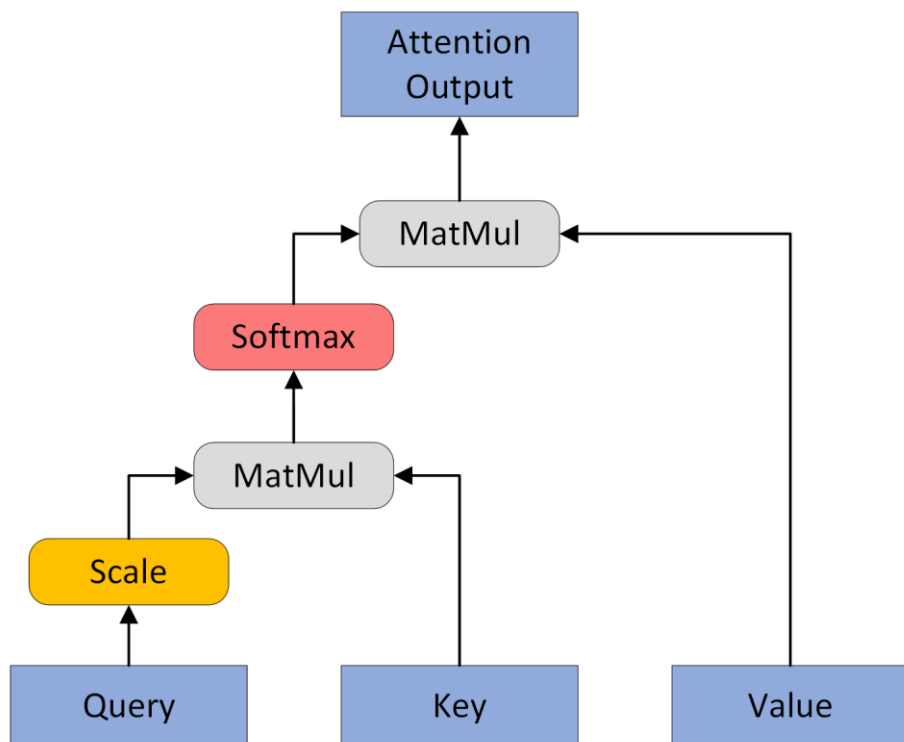 Attention
Output
MatMul
Softmax
MatMul
Scale
Query
Key
Value